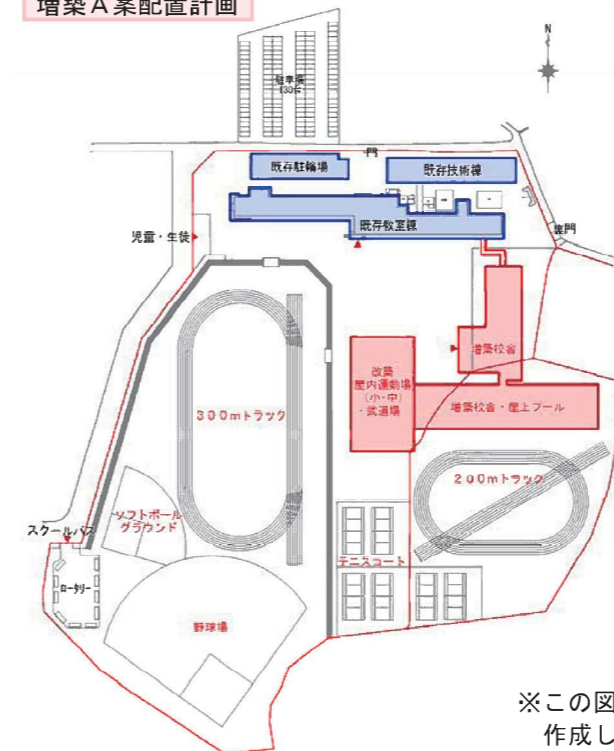 増築A案配置計画
N
駐車場
130台
門
既存駐輪場
既存技術棟
既存教室棟
裏門
児童・生徒
増築校舎
改築
屋内運動場
(小・中)
・武道場
増築校舎・屋上プール
300mトラック
200mトラック
ソフトボール
グラウンド
スクールバス
テニスコート
ロータリー
野球場
※この図
作成し